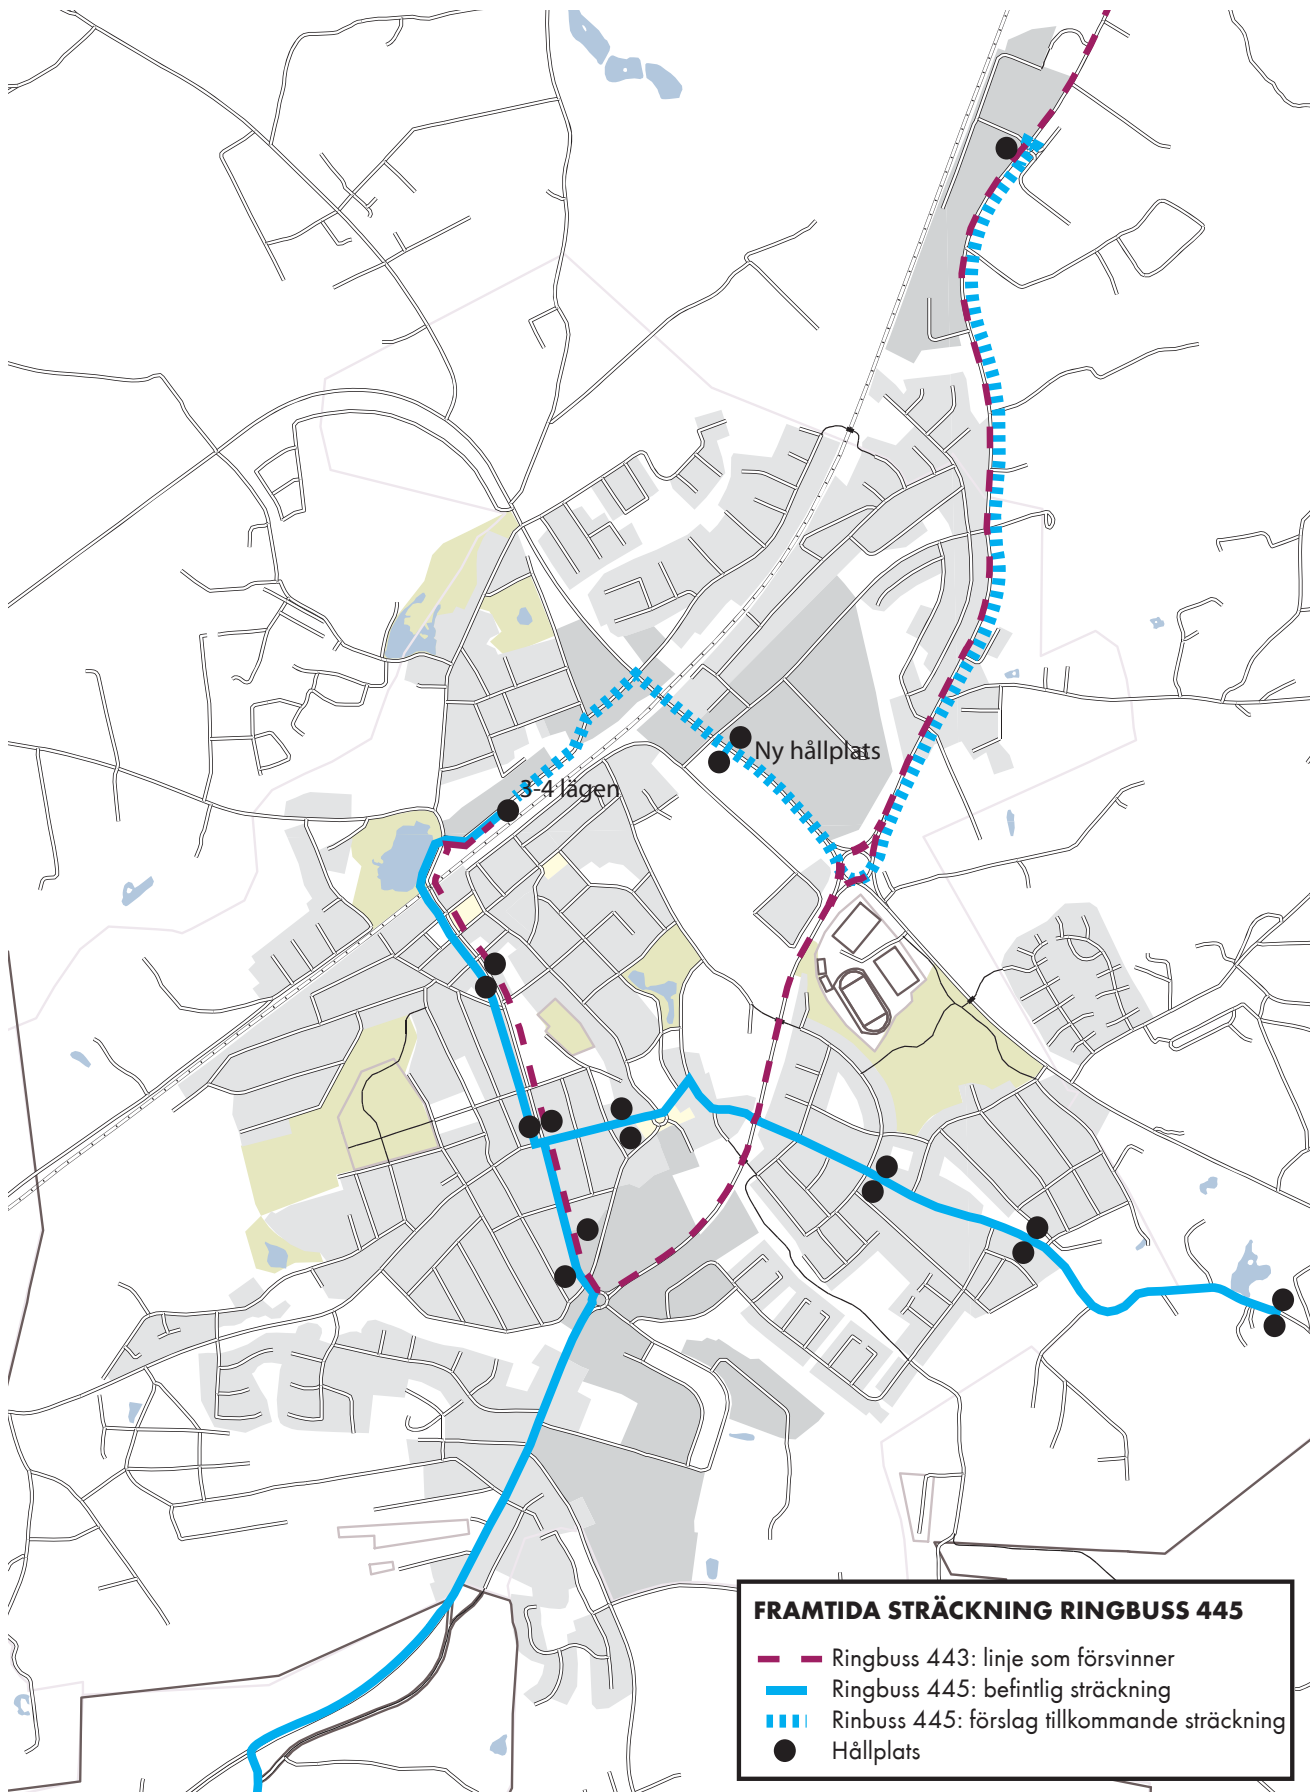 Ny hållplats
3-4 lägen
FRAMTIDA STRÄCKNING RINGBUSS 445
Ringbuss 443: linje som försvinner
Ringbuss 445: befintlig sträckning
Rinbuss 445: förslag tillkommande sträckning
Hållplats